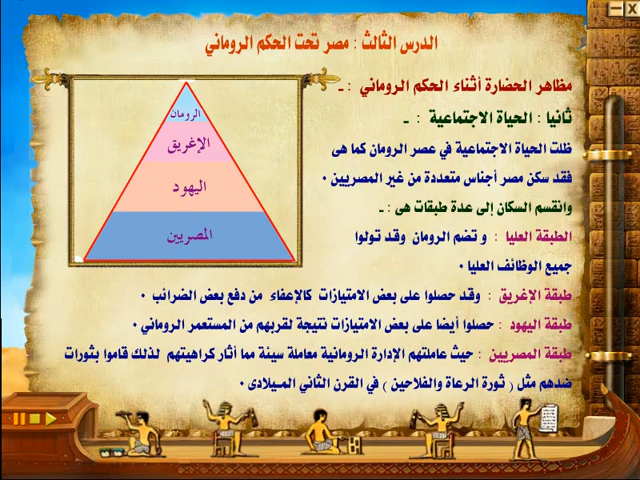 الدرس الثالث : مصر تحت الحكم الروماني
مظاهر الحضارة أثناء الحكم الروماني : ـ
ثانيا : الحياة الاجتماعية : ـ
ظلت الحياة الاجتماعية في عصر الرومان كما هى
فقد سكن مصر أجناس متعددة من غير المصريين ٠
وانقسم السكان إلى عدة طبقات هى : ـ
الطبقة العليا : و تضم الرومان وقد تولوا
جميع الوظائف العليا ٠
طبقة الإغريق : وقد حصلوا على بعض الامتيازات كالإعفاء من دفع بعض الضرائب ٠
طبقة اليهود : حصلوا أيضا على بعض الامتيازات نتيجة لقربهم من المستعمر الروماني ٠
طبقة المصريين : حيث عاملتهم الإدارة الرومانية معاملة سيئة مما أثار كراهيتهم لذلك قاموا بثورات
ضدهم مثل ( ثورة الرعاة والفلاحين ) في القرن الثاني الميلادى ٠
الرومان
الإغريق
اليهود
المصريين